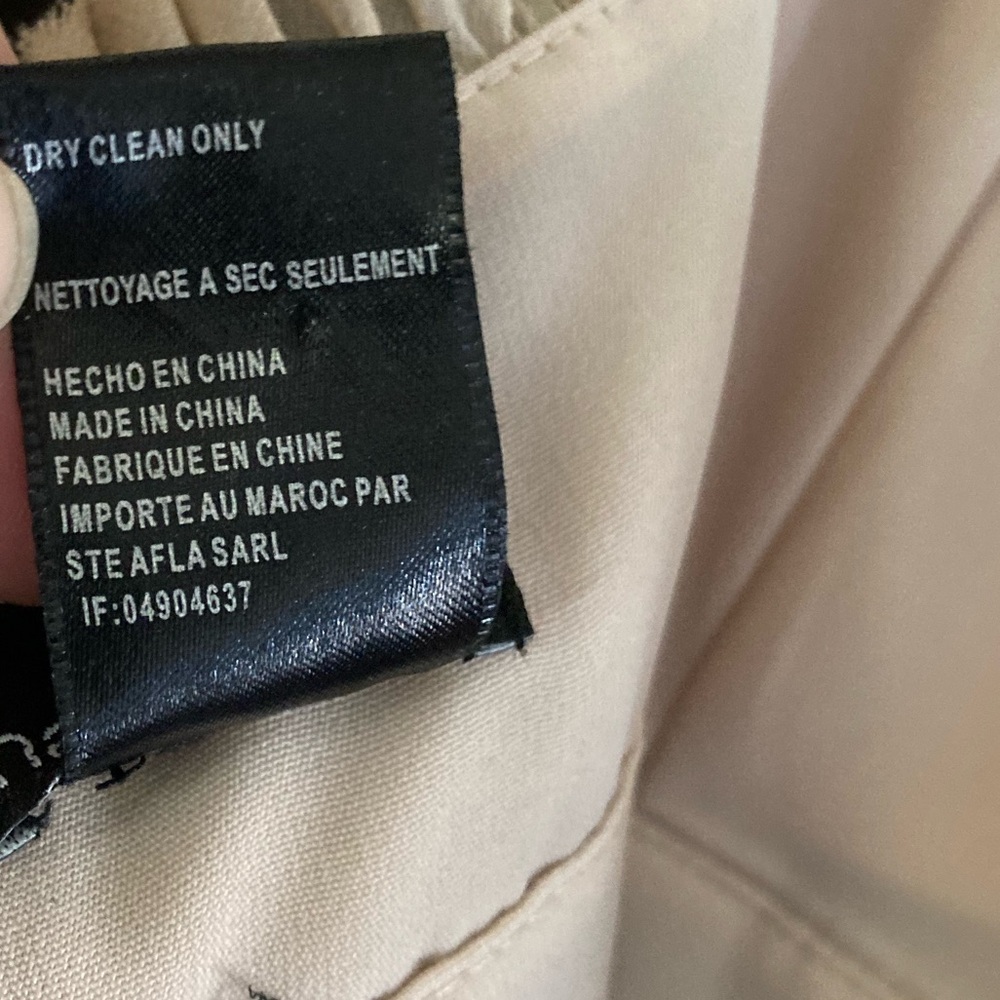 DRY CLEAN ONLY
NETTOYAGE A SEC SEULEMENT
HECHO EN CHINA
MADE IN CHINA
FABRIQUE EN CHINE
IMPORTE AU MAROC PAR
STE AFLA SARL
IF:04904637